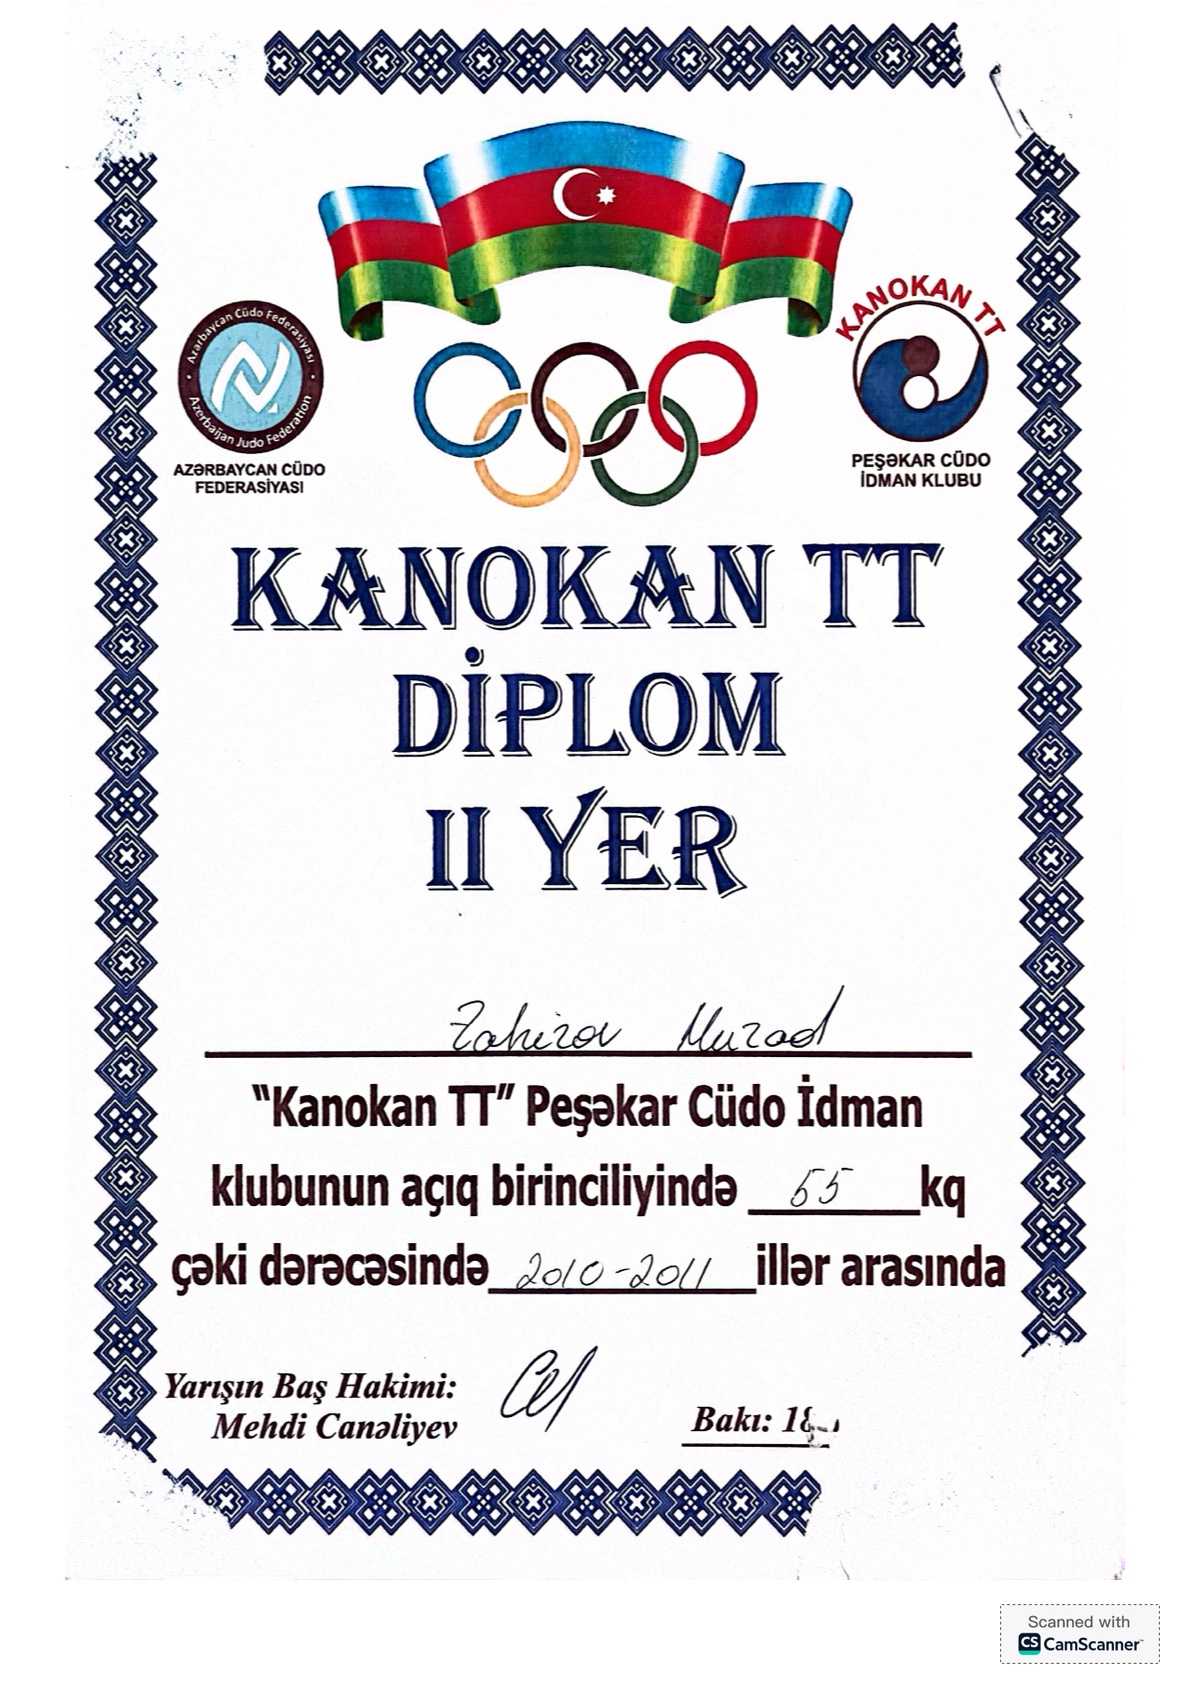 Azərbaycan Cüdo Federasiyası
Azerbaijan Judo Federation
AZƏRBAYCAN CÜDO
FEDERASİYASI
KANOKAN TT
PEŞƏKAR CÜDO
İDMAN KLUBU
KANOKAN TT
DİPLOM
II YER
Zahirov Murad
“Kanokan TT” Peşəkar Cüdo İdman
klubunun açıq birinciliyində 55 kq
çəki dərəcəsində 2010-2011 illər arasında
Yarışın Baş Hakimi:
Mehdi Canəliyev
Bakı:
Scanned with
CS CamScanner